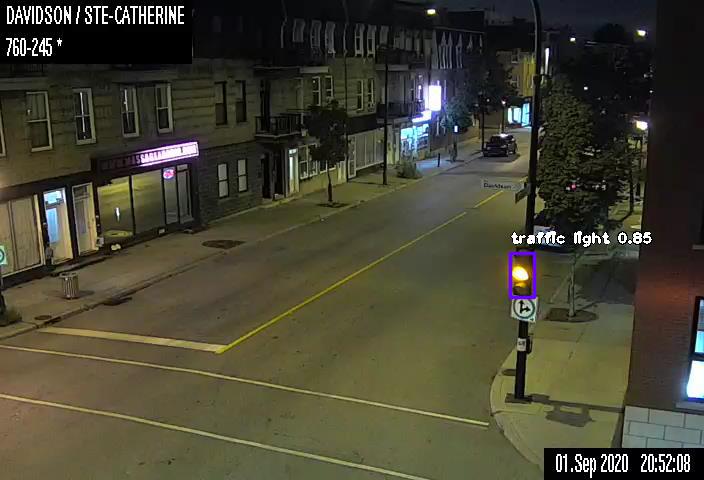 DAVIDSON / STE-CATHERINE
760-245 *
Davidson
traffic light 0.85
01.Sep 2020 20:52:08